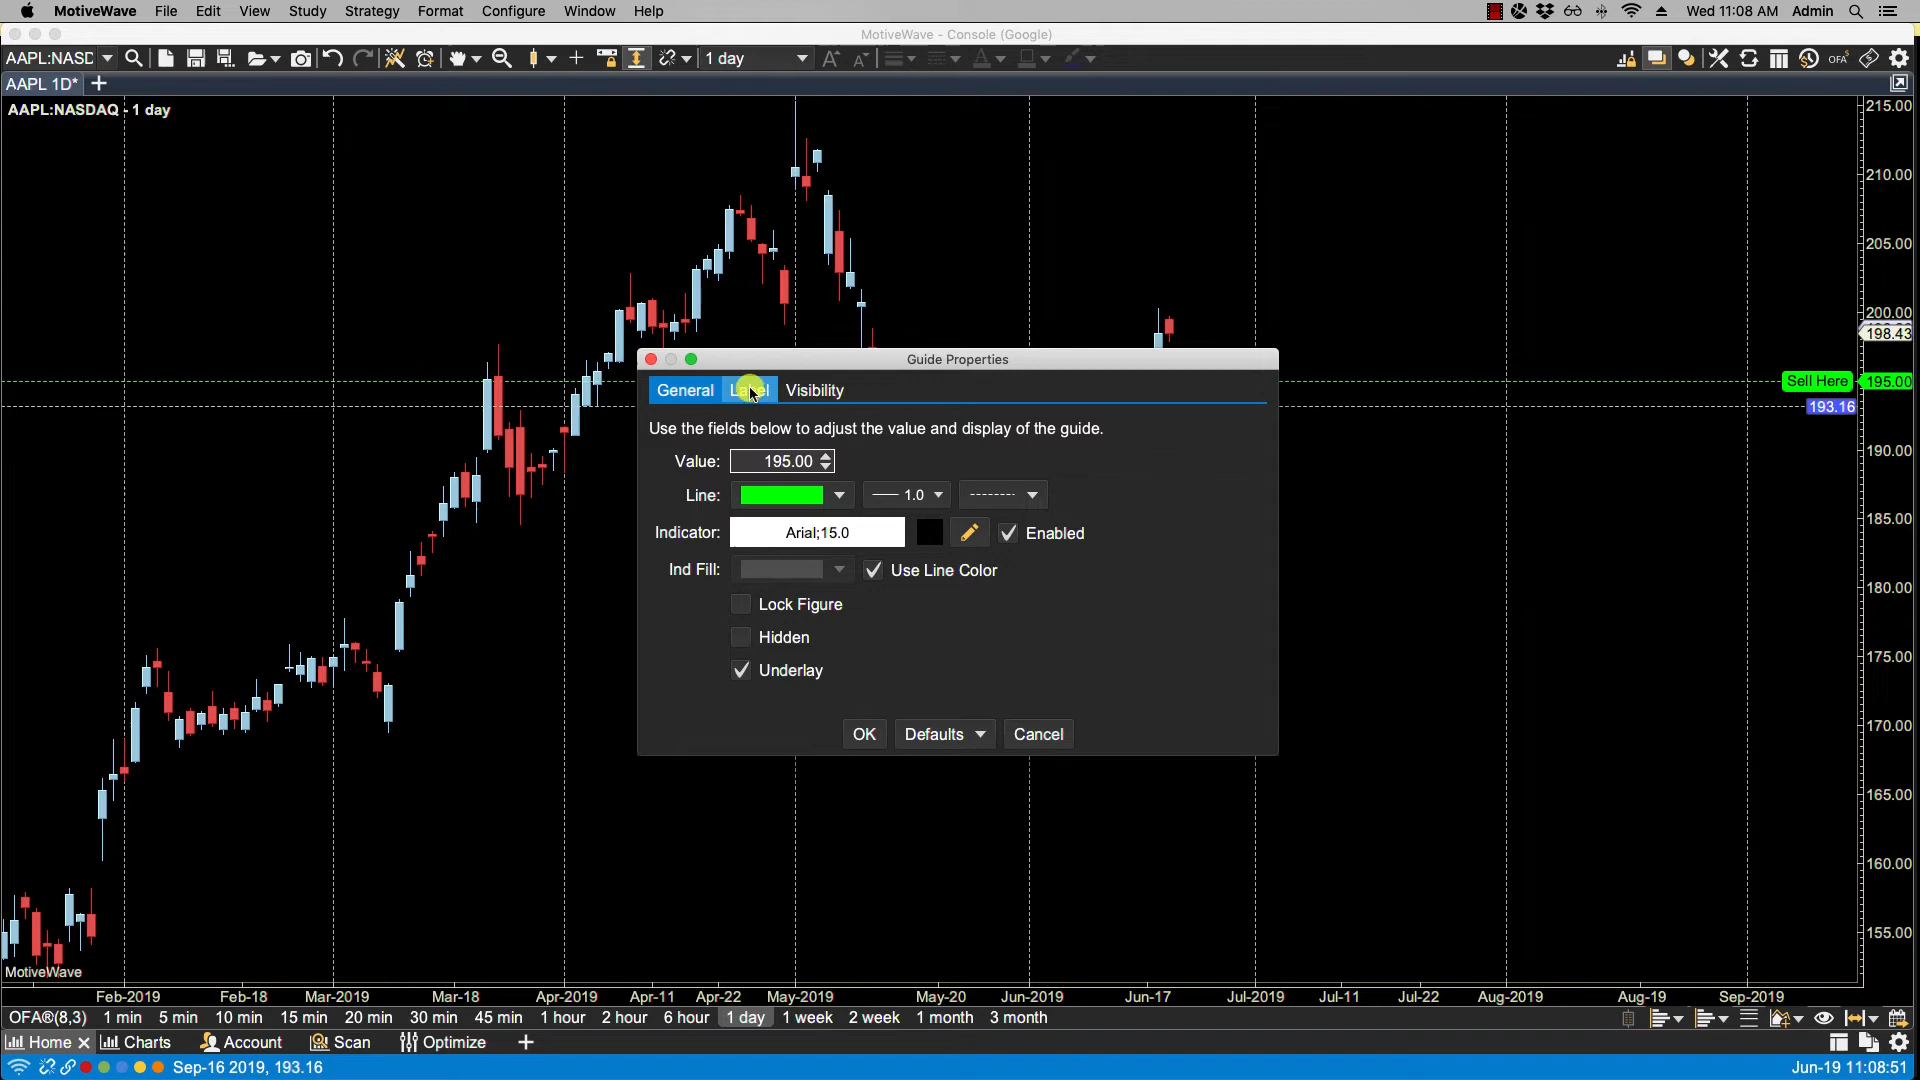 MotiveWave File Edit View Study Strategy Format Configure Window Help Wed 11:08 AM Admin
MotiveWave - Console (Google)
AAPL:NASD 1 day OFA
AAPL 1D*
AAPL:NASDAQ - 1 day
215.00
210.00
205.00
200.00
198.43
Sell Here 195.00
193.16
190.00
185.00
180.00
175.00
170.00
165.00
160.00
155.00
Guide Properties
General Label Visibility
Use the fields below to adjust the value and display of the guide.
Value: 195.00
Line: 1.0
Indicator: Arial;15.0 Enabled
Ind Fill: Use Line Color
Lock Figure
Hidden
Underlay
OK Defaults Cancel
MotiveWave
Feb-2019 Feb-18 Mar-2019 Mar-18 Apr-2019 Apr-11 Apr-22 May-2019 May-20 Jun-2019 Jun-17 Jul-2019 Jul-11 Jul-22 Aug-2019 Aug-19 Sep-2019
OFA®(8,3) 1 min 5 min 10 min 15 min 20 min 30 min 45 min 1 hour 2 hour 6 hour 1 day 1 week 2 week 1 month 3 month
Home Charts Account Scan Optimize
Sep-16 2019, 193.16 Jun-19 11:08:51